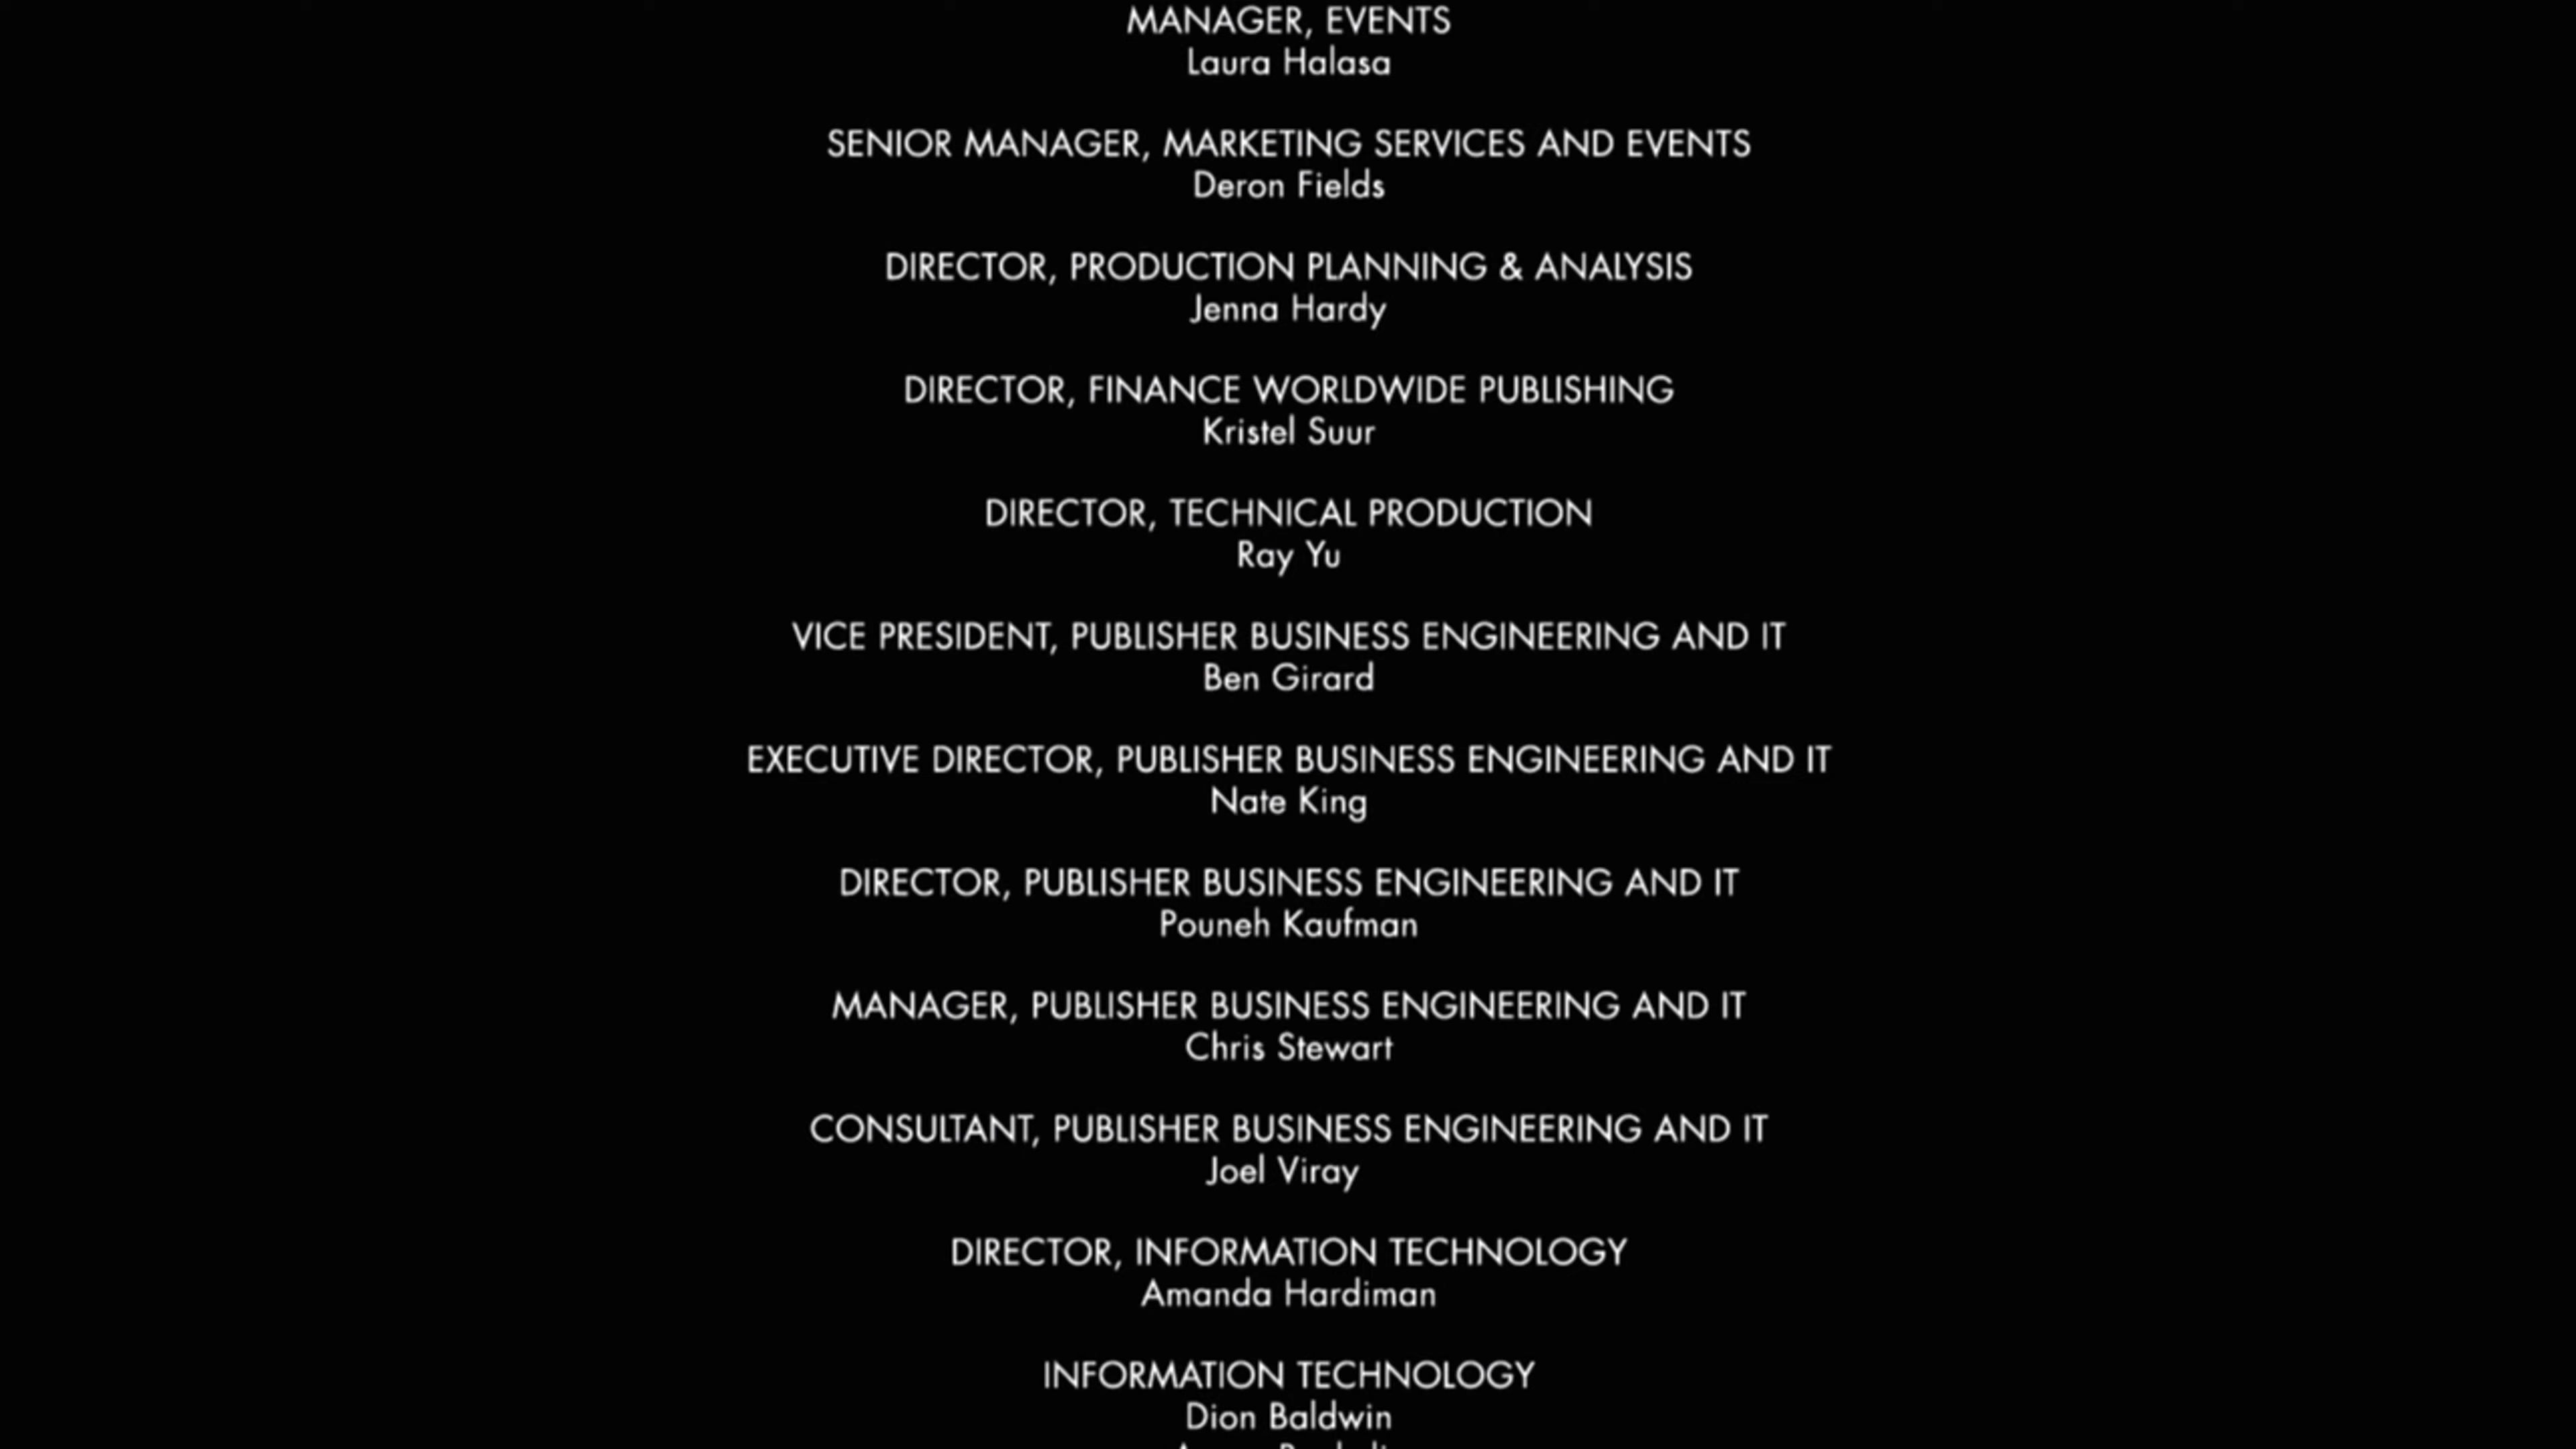 MANAGER, EVENTS
Laura Halasa
SENIOR MANAGER, MARKETING SERVICES AND EVENTS
Deron Fields
DIRECTOR, PRODUCTION PLANNING & ANALYSIS
Jenna Hardy
DIRECTOR, FINANCE WORLDWIDE PUBLISHING
Kristel Suur
DIRECTOR, TECHNICAL PRODUCTION
Ray Yu
VICE PRESIDENT, PUBLISHER BUSINESS ENGINEERING AND IT
Ben Girard
EXECUTIVE DIRECTOR, PUBLISHER BUSINESS ENGINEERING AND IT
Nate King
DIRECTOR, PUBLISHER BUSINESS ENGINEERING AND IT
Pouneh Kaufman
MANAGER, PUBLISHER BUSINESS ENGINEERING AND IT
Chris Stewart
CONSULTANT, PUBLISHER BUSINESS ENGINEERING AND IT
Joel Viray
DIRECTOR, INFORMATION TECHNOLOGY
Amanda Hardiman
INFORMATION TECHNOLOGY
Dion Baldwin